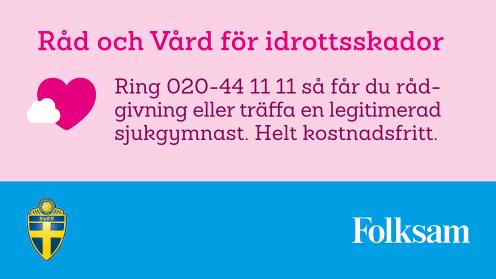 Råd och Vård för idrottsskador
Ring 020-44 11 11 så får du råd-
givning eller träffa en legitimerad
sjukgymnast. Helt kostnadsfritt.
SvFF
Folksam